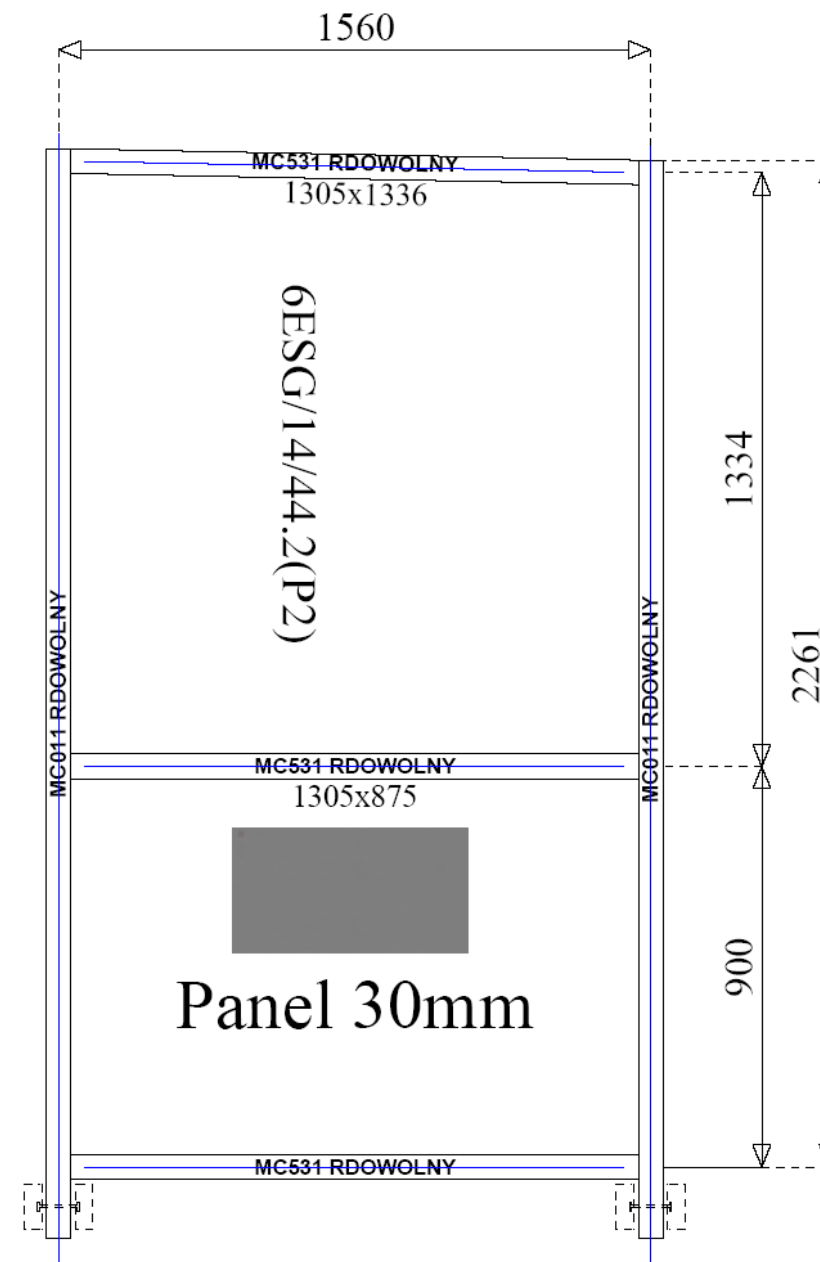 1560
MC531 RDOWOLNY
1305x1336
6ESG/14/44.2(P2)
1334
2261
MC011 RDOWOLNY
MC011 RDOWOLNY
MC531 RDOWOLNY
1305x875
Panel 30mm
900
MC531 RDOWOLNY